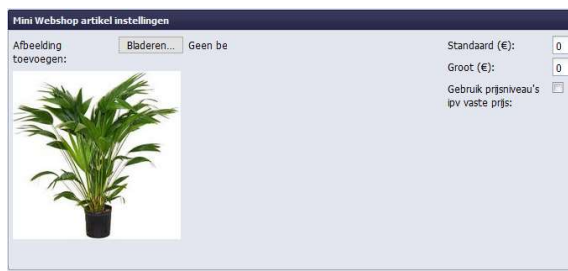 Mini Webshop artikel instellingen
Afbeelding toevoegen: Bladeren... Geen be
Standaard (€): 0
Groot (€): 0
Gebruik prijsniveau's
ipv vaste prijs: